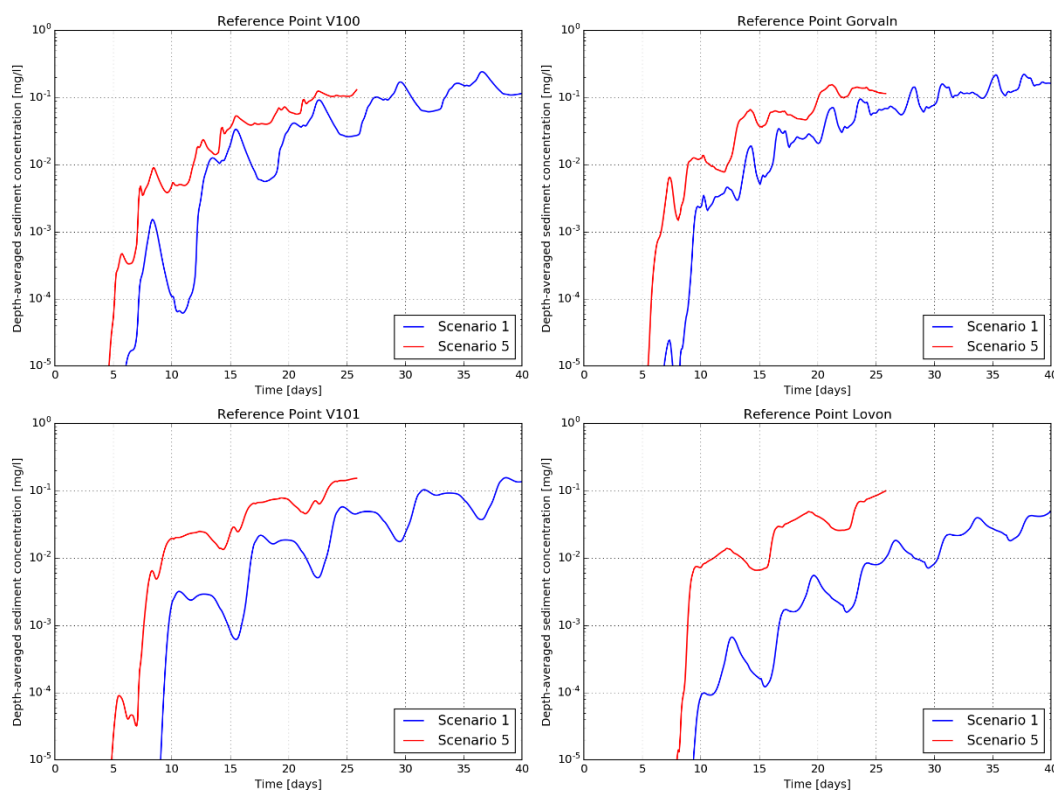 Reference Point V100
Depth-averaged sediment concentration [mg/l]
10^0
10^-1
10^-2
10^-3
10^-4
10^-5
Scenario 1
Scenario 5
0 5 10 15 20 25 30 35 40
Time [days]
Reference Point Gorvaln
Depth-averaged sediment concentration [mg/l]
10^0
10^-1
10^-2
10^-3
10^-4
10^-5
Scenario 1
Scenario 5
0 5 10 15 20 25 30 35 40
Time [days]
Reference Point V101
Depth-averaged sediment concentration [mg/l]
10^0
10^-1
10^-2
10^-3
10^-4
10^-5
Scenario 1
Scenario 5
0 5 10 15 20 25 30 35 40
Time [days]
Reference Point Lovon
Depth-averaged sediment concentration [mg/l]
10^0
10^-1
10^-2
10^-3
10^-4
10^-5
Scenario 1
Scenario 5
0 5 10 15 20 25 30 35 40
Time [days]